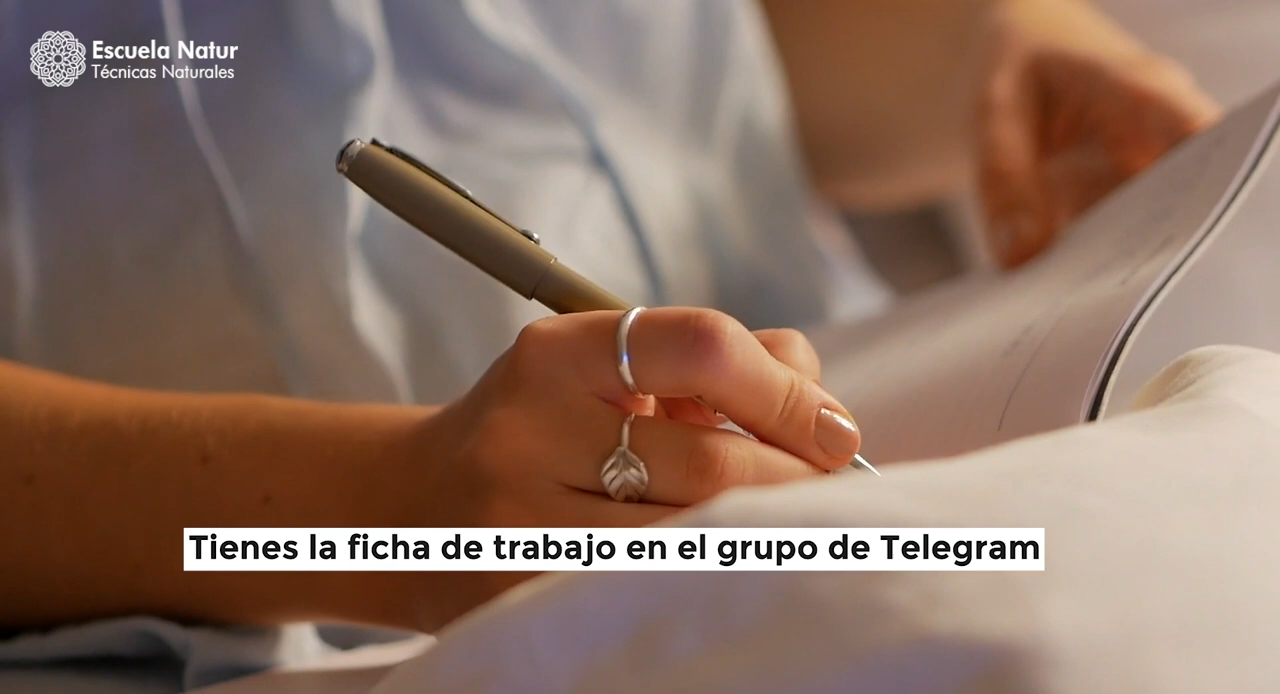 Escuela Natur
Técnicas Naturales
Tienes la ficha de trabajo en el grupo de Telegram